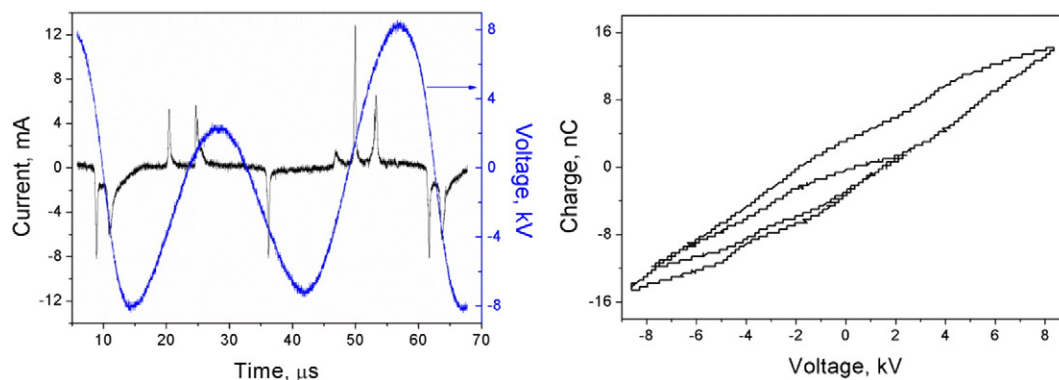 12
8
4
0
-4
-8
-12
Current, mA
10 20 30 40 50 60 70
Time, μs
8
4
0
-4
-8
Voltage, kV
16
8
0
-8
-16
Charge, nC
-8 -6 -4 -2 0 2 4 6 8
Voltage, kV